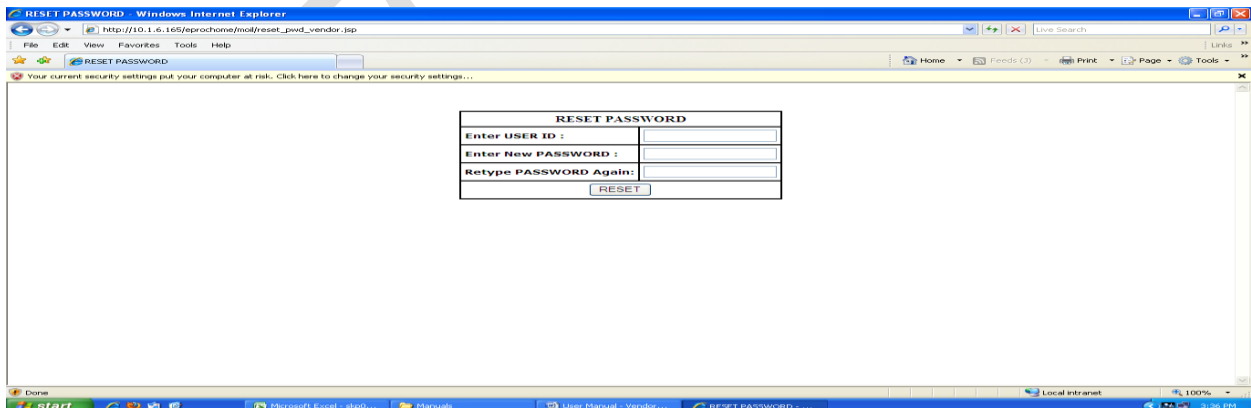 RESET PASSWORD - Windows Internet Explorer
http://10.1.6.165/eprochome/moil/reset_pwd_vendor.jsp
Live Search
File Edit View Favorites Tools Help
Links
RESET PASSWORD
Home Feeds (J) Print Page Tools
Your current security settings put your computer at risk. Click here to change your security settings...
RESET PASSWORD
Enter USER ID :
Enter New PASSWORD :
Retype PASSWORD Again:
RESET
Done
Local intranet
100%
start
Microsoft Excel - skp0...
Manuals
User Manual - Vendor...
RESET PASSWORD - ...
3:36 PM